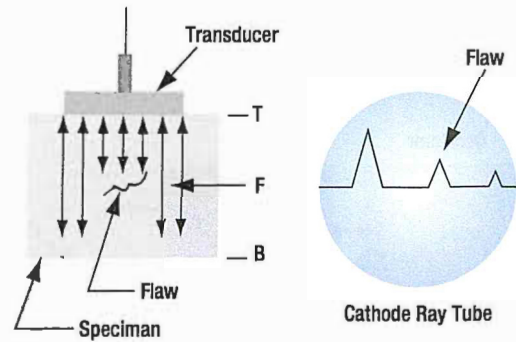 Transducer
T
F
B
Flaw
Speciman
Flaw
Cathode Ray Tube